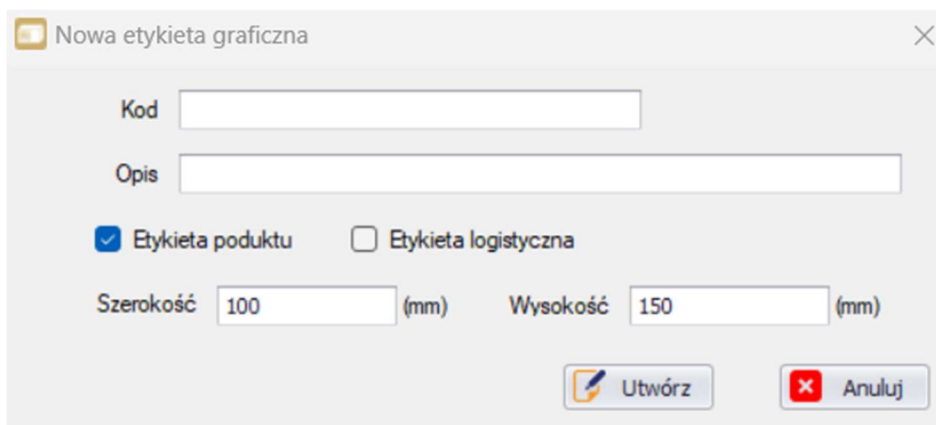 Nowa etykieta graficzna
Kod
Opis
Etykieta poduktu Etykieta logistyczna
Szerokość 100 (mm) Wysokość 150 (mm)
Utwórz Anuluj